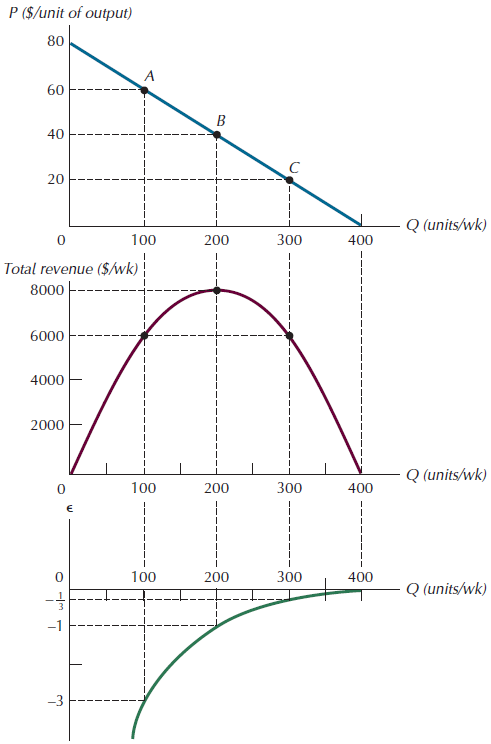 P ($/unit of output)
80
A
60
B
40
C
20
Q (units/wk)
0 100 200 300 400
Total revenue ($/wk)
8000
6000
4000
2000
Q (units/wk)
0 100 200 300 400
ϵ
0 100 200 300 400
Q (units/wk)
−1/3
−1
−3